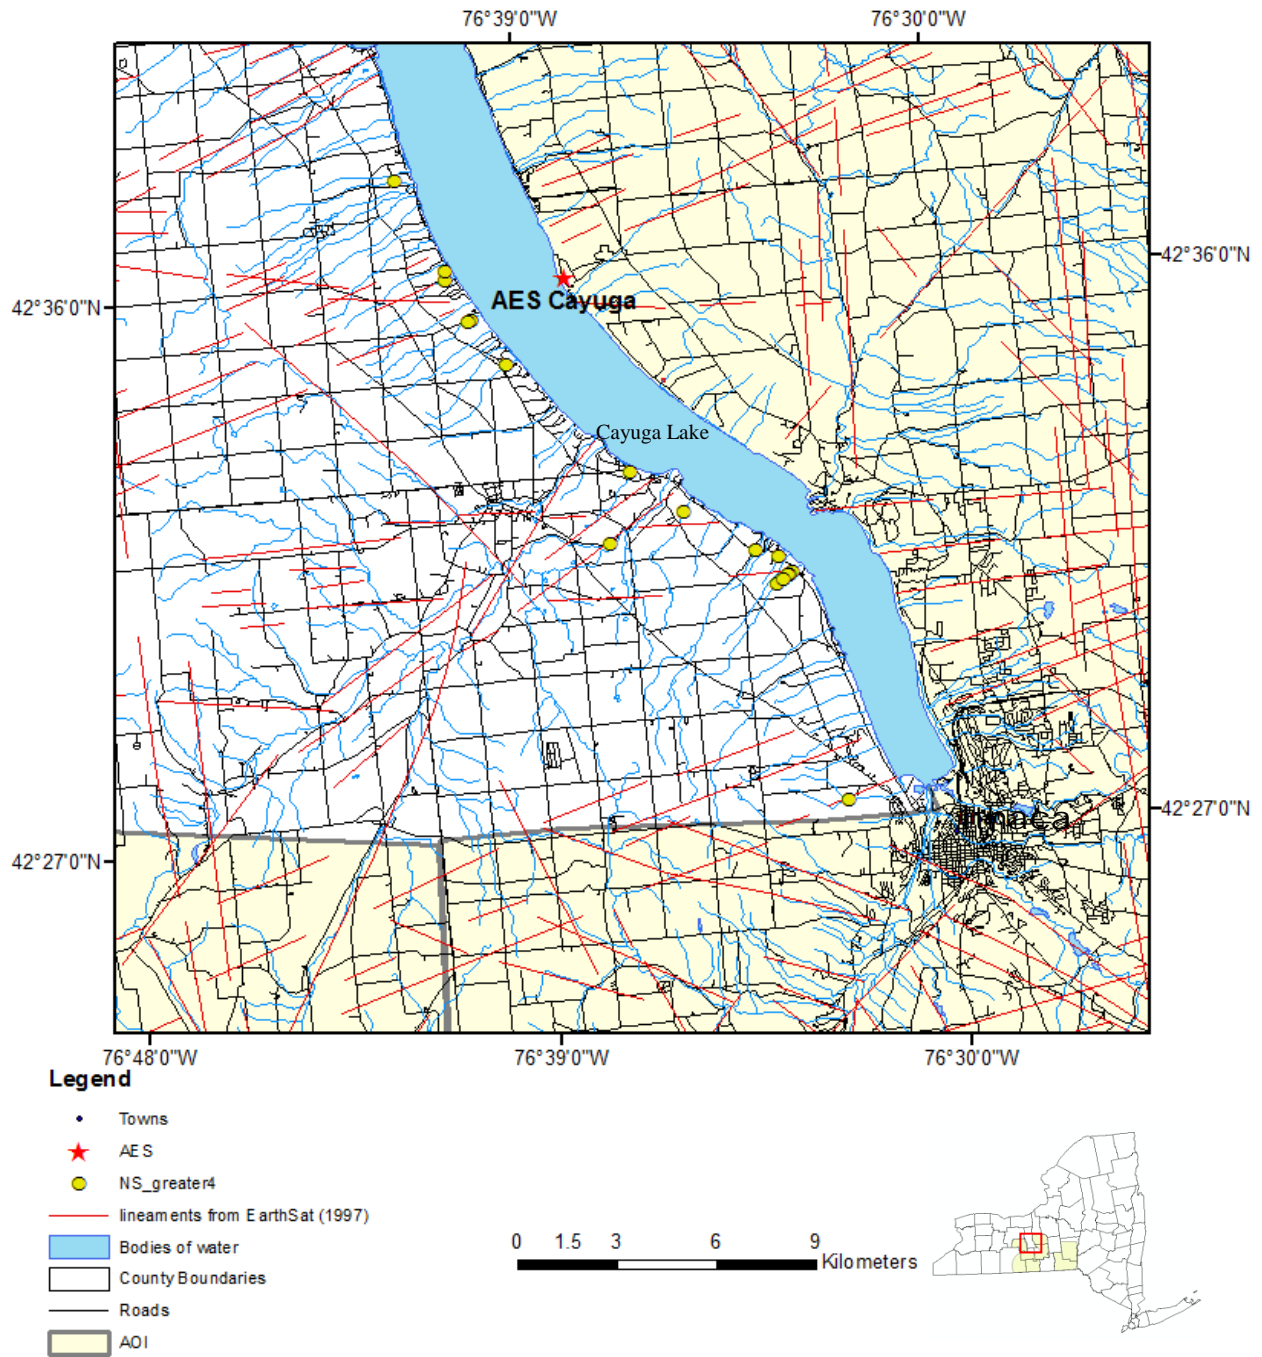 76°39'0"W
76°30'0"W
42°36'0"N
42°36'0"N
AES Cayuga
Cayuga Lake
42°27'0"N
Ithaca
42°27'0"N
76°48'0"W
76°39'0"W
76°30'0"W
Legend
Towns
AES
NS_greater4
lineaments from EarthSat (1997)
Bodies of water
County Boundaries
Roads
AOI
0 1.5 3 6 9
Kilometers